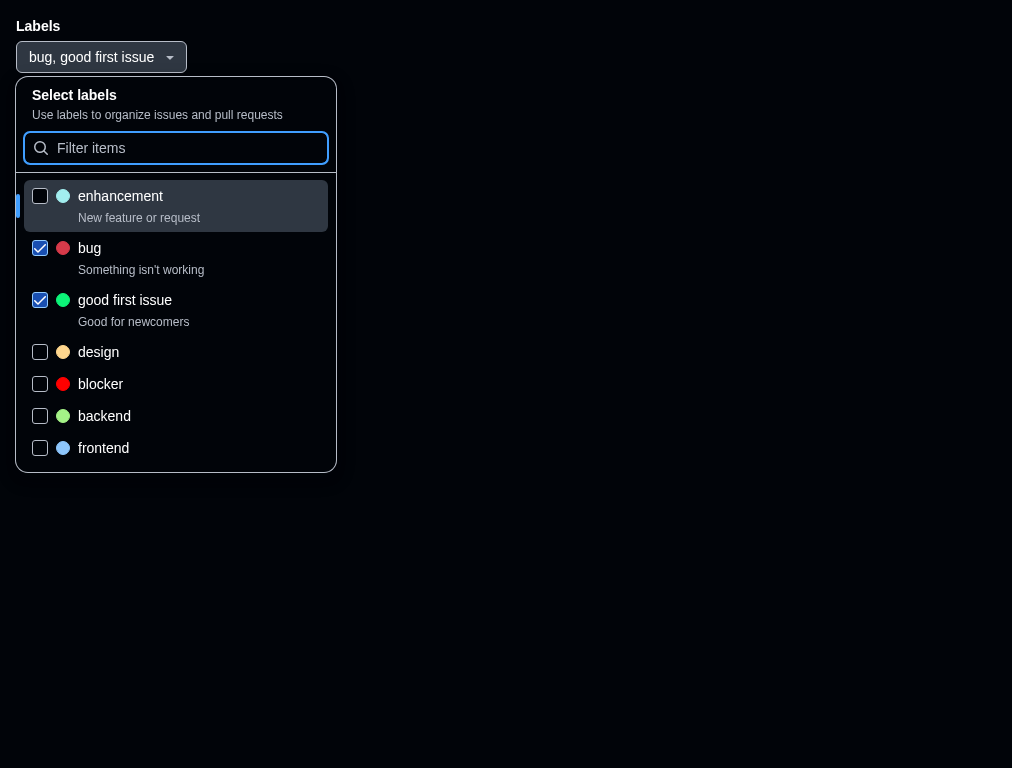 Labels
bug, good first issue
Select labels
Use labels to organize issues and pull requests
Filter items
enhancement
New feature or request
bug
Something isn't working
good first issue
Good for newcomers
design
blocker
backend
frontend